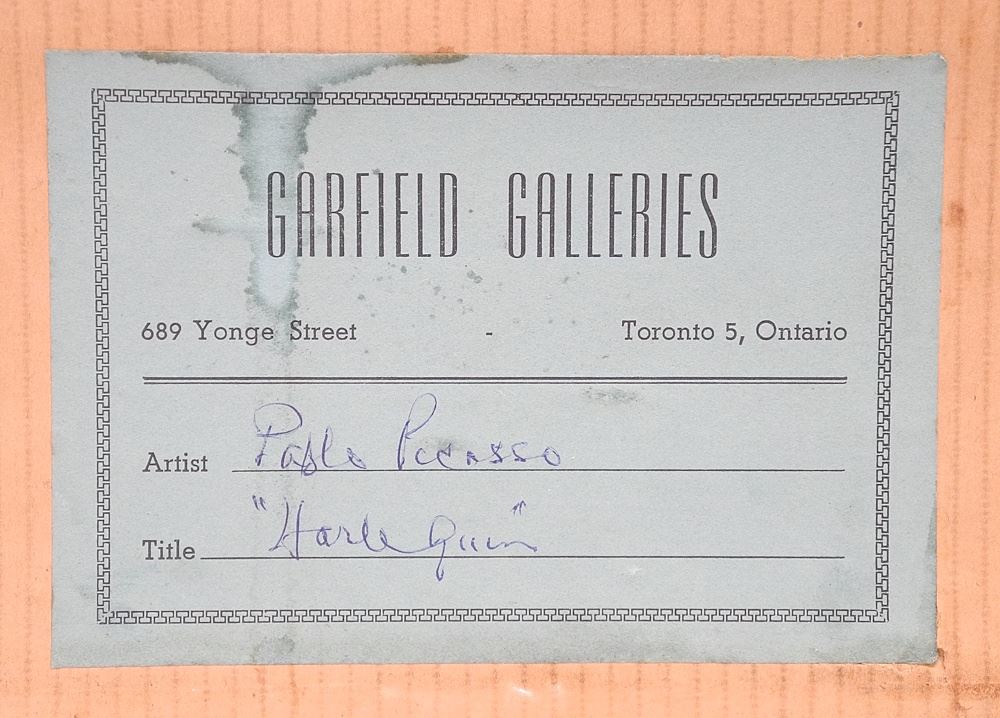 GARFIELD GALLERIES
689 Yonge Street - Toronto 5, Ontario
Artist Pablo Picasso
Title "Harlequin"